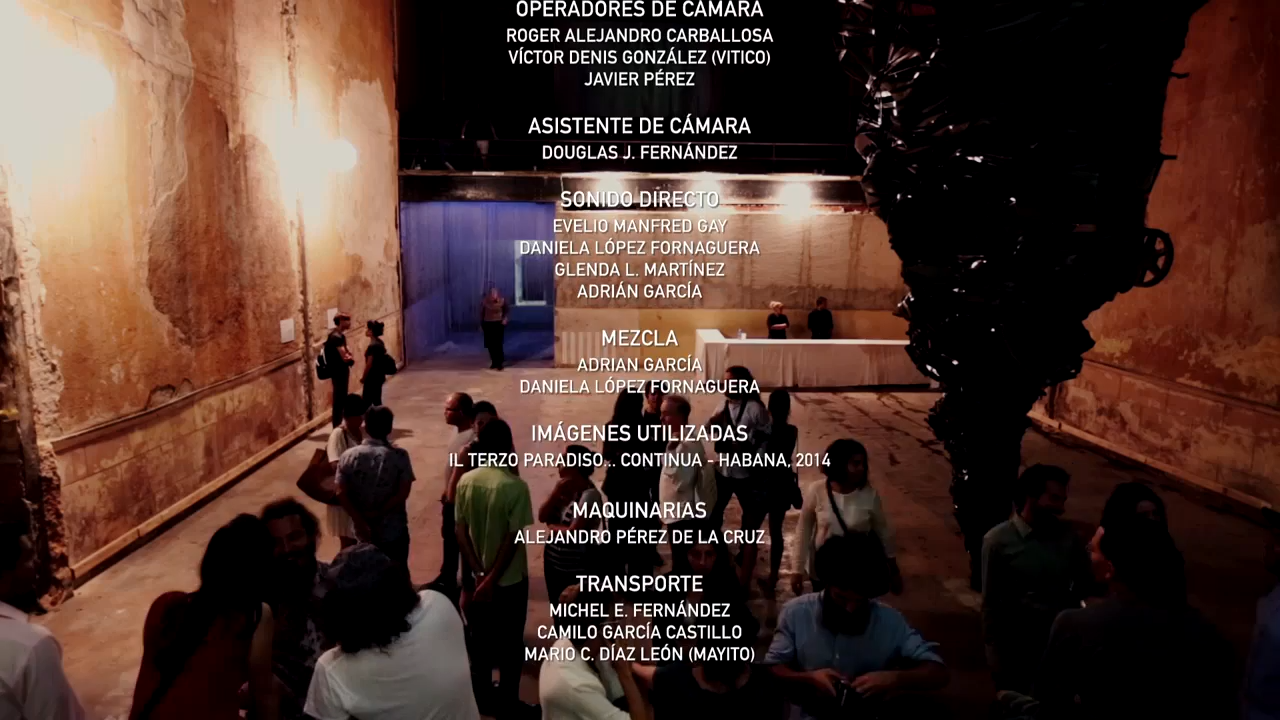 OPERADORES DE CÁMARA
ROGER ALEJANDRO CARBALLOSA
VÍCTOR DENIS GONZÁLEZ (VITICO)
JAVIER PÉREZ
ASISTENTE DE CÁMARA
DOUGLAS J. FERNÁNDEZ
SONIDO DIRECTO
EVELIO MANFRED GAY
DANIELA LÓPEZ FORNAGUERA
GLENDA L. MARTÍNEZ
ADRIÁN GARCÍA
MEZCLA
ADRIAN GARCÍA
DANIELA LÓPEZ FORNAGUERA
IMÁGENES UTILIZADAS
IL TERZO PARADISO... CONTINUA - HABANA, 2014
MAQUINARIAS
ALEJANDRO PÉREZ DE LA CRUZ
TRANSPORTE
MICHEL E. FERNÁNDEZ
CAMILO GARCÍA CASTILLO
MARIO C. DÍAZ LEÓN (MAYITO)